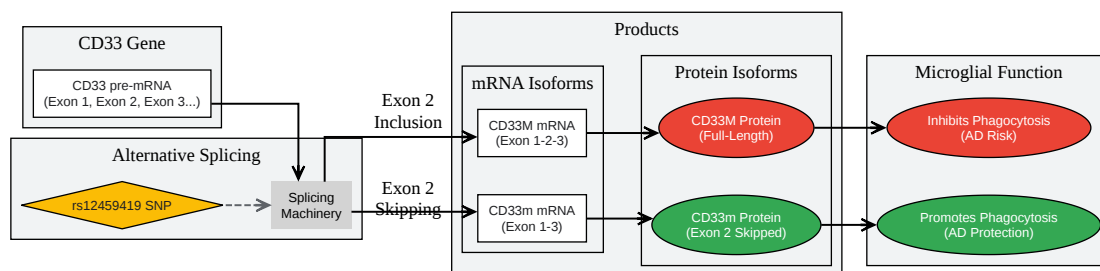 CD33 Gene
CD33 pre-mRNA
(Exon 1, Exon 2, Exon 3...)
Alternative Splicing
rs12459419 SNP
Splicing
Machinery
Exon 2
Inclusion
Exon 2
Skipping
Products
mRNA Isoforms
CD33M mRNA
(Exon 1-2-3)
CD33m mRNA
(Exon 1-3)
Protein Isoforms
CD33M Protein
(Full-Length)
CD33m Protein
(Exon 2 Skipped)
Microglial Function
Inhibits Phagocytosis
(AD Risk)
Promotes Phagocytosis
(AD Protection)